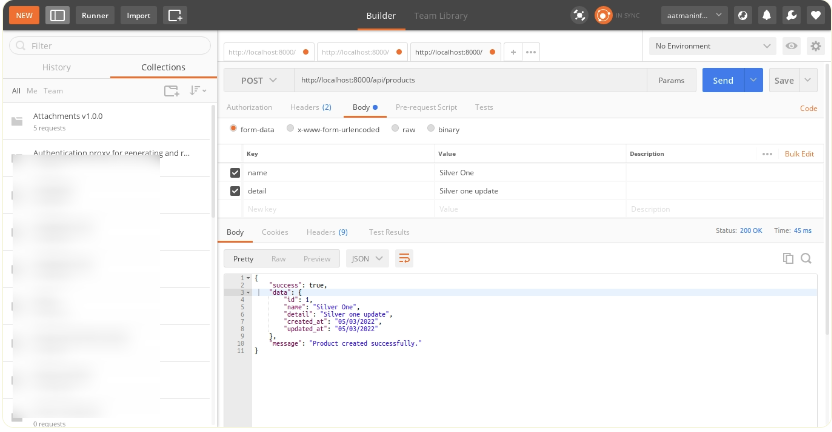 NEW Runner Import Builder Team Library IN SYNC aatmaninf...
Filter
History Collections
All Me Team
Attachments v1.0.0
5 requests
Authentication proxy for generating and r...
0 requests
http://localhost:8000/ http://localhost:8000/ http://localhost:8000/ + ••• No Environment
POST http://localhost:8000/api/products Params Send Save
Authorization Headers (2) Body Pre-request Script Tests Code
form-data x-www-form-urlencoded raw binary
Key Value Description ••• Bulk Edit
name Silver One
detail Silver one update
New key Value Description
Body Cookies Headers (9) Test Results Status: 200 OK Time: 45 ms
Pretty Raw Preview JSON
1 {
2 "success": true,
3 "data": {
4 "id": 1,
5 "name": "Silver One",
6 "detail": "Silver one update",
7 "created_at": "05/03/2022",
8 "updated_at": "05/03/2022"
9 },
10 "message": "Product created successfully."
11 }